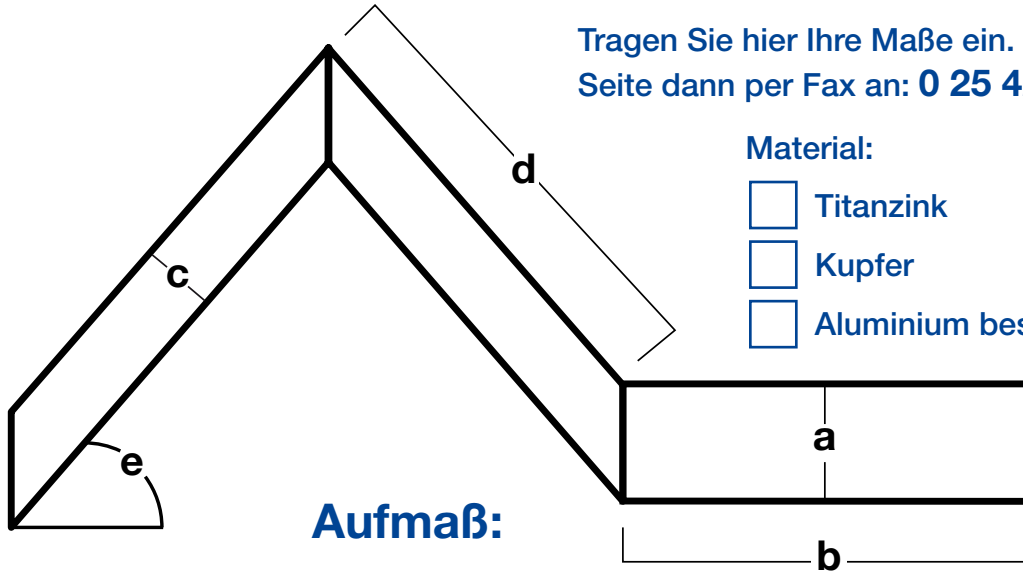 Tragen Sie hier Ihre Maße ein.
Seite dann per Fax an: 0 25 4
d
Material:
Titanzink
c
Kupfer
Aluminium
a
e
Aufmaß:
b